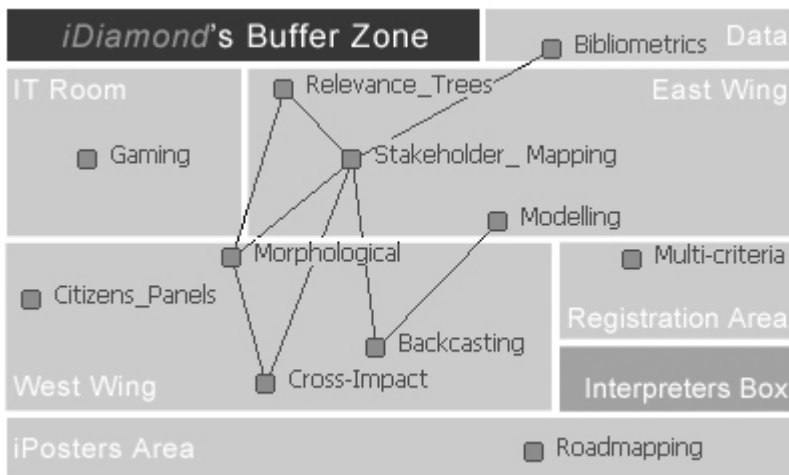 iDiamond's Buffer Zone
Bibliometrics
Data
IT Room
Relevance_Trees
East Wing
Gaming
Stakeholder_ Mapping
Modelling
Morphological
Multi-criteria
Citizens_Panels
Registration Area
Backcasting
West Wing
Cross-Impact
Interpreters Box
iPosters Area
Roadmapping